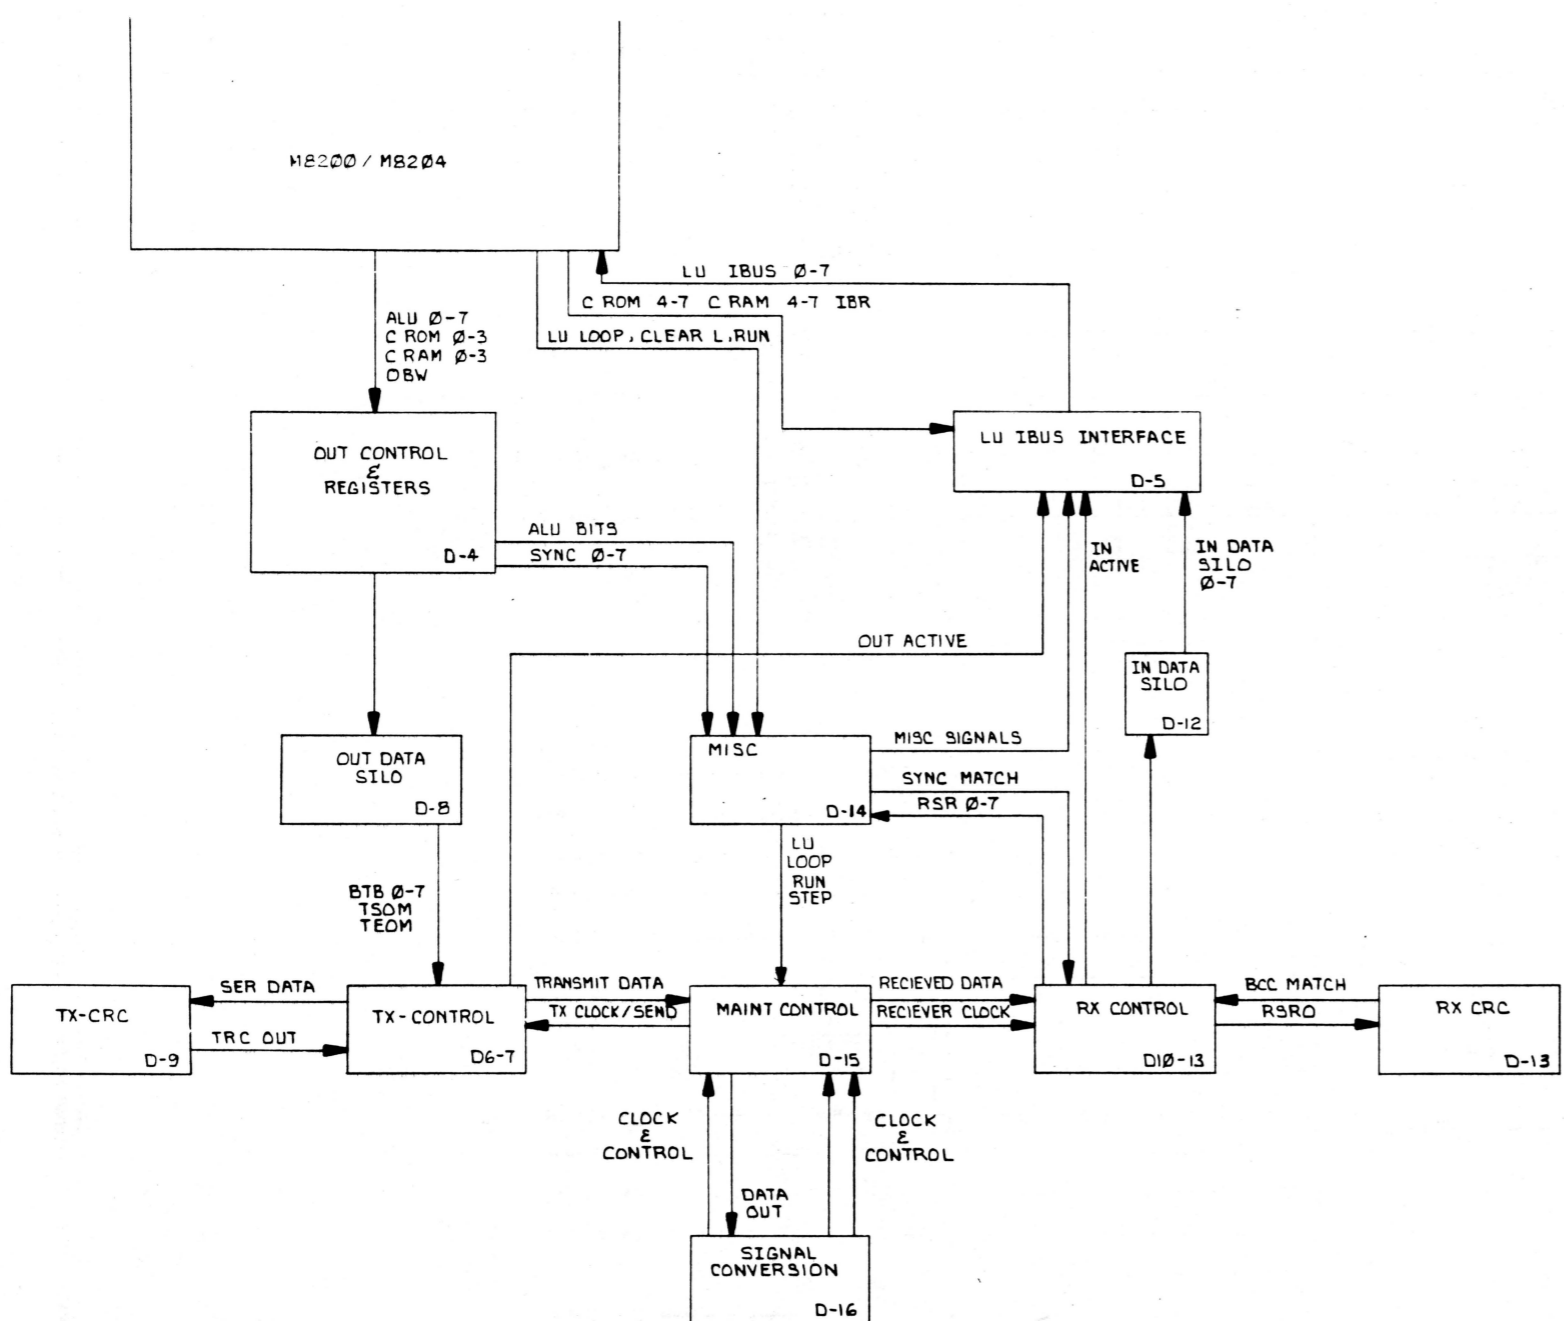 M8200 / M8204
LU IBUS Ø-7
C ROM 4-7 C RAM 4-7 IBR
LU LOOP, CLEAR L, RUN
ALU Ø-7
C ROM Ø-3
C RAM Ø-3
OBW
OUT CONTROL
&
REGISTERS
D-4
LU IBUS INTERFACE
D-5
ALU BITS
SYNC Ø-7
IN
ACTIVE
IN DATA
SILO
Ø-7
OUT ACTIVE
IN DATA
SILO
D-12
OUT DATA
SILO
D-8
MISC
D-14
MISC SIGNALS
SYNC MATCH
RSR Ø-7
LU
LOOP
RUN
STEP
BTB Ø-7
TSOM
TEOM
TX-CRC
D-9
SER DATA
TRC OUT
TX-CONTROL
D6-7
TRANSMIT DATA
TX CLOCK/SEND
MAINT CONTROL
D-15
RECIEVED DATA
RECIEVER CLOCK
RX CONTROL
D1Ø-13
BCC MATCH
RSRO
RX CRC
D-13
CLOCK
&
CONTROL
DATA
OUT
CLOCK
&
CONTROL
SIGNAL
CONVERSION
D-16